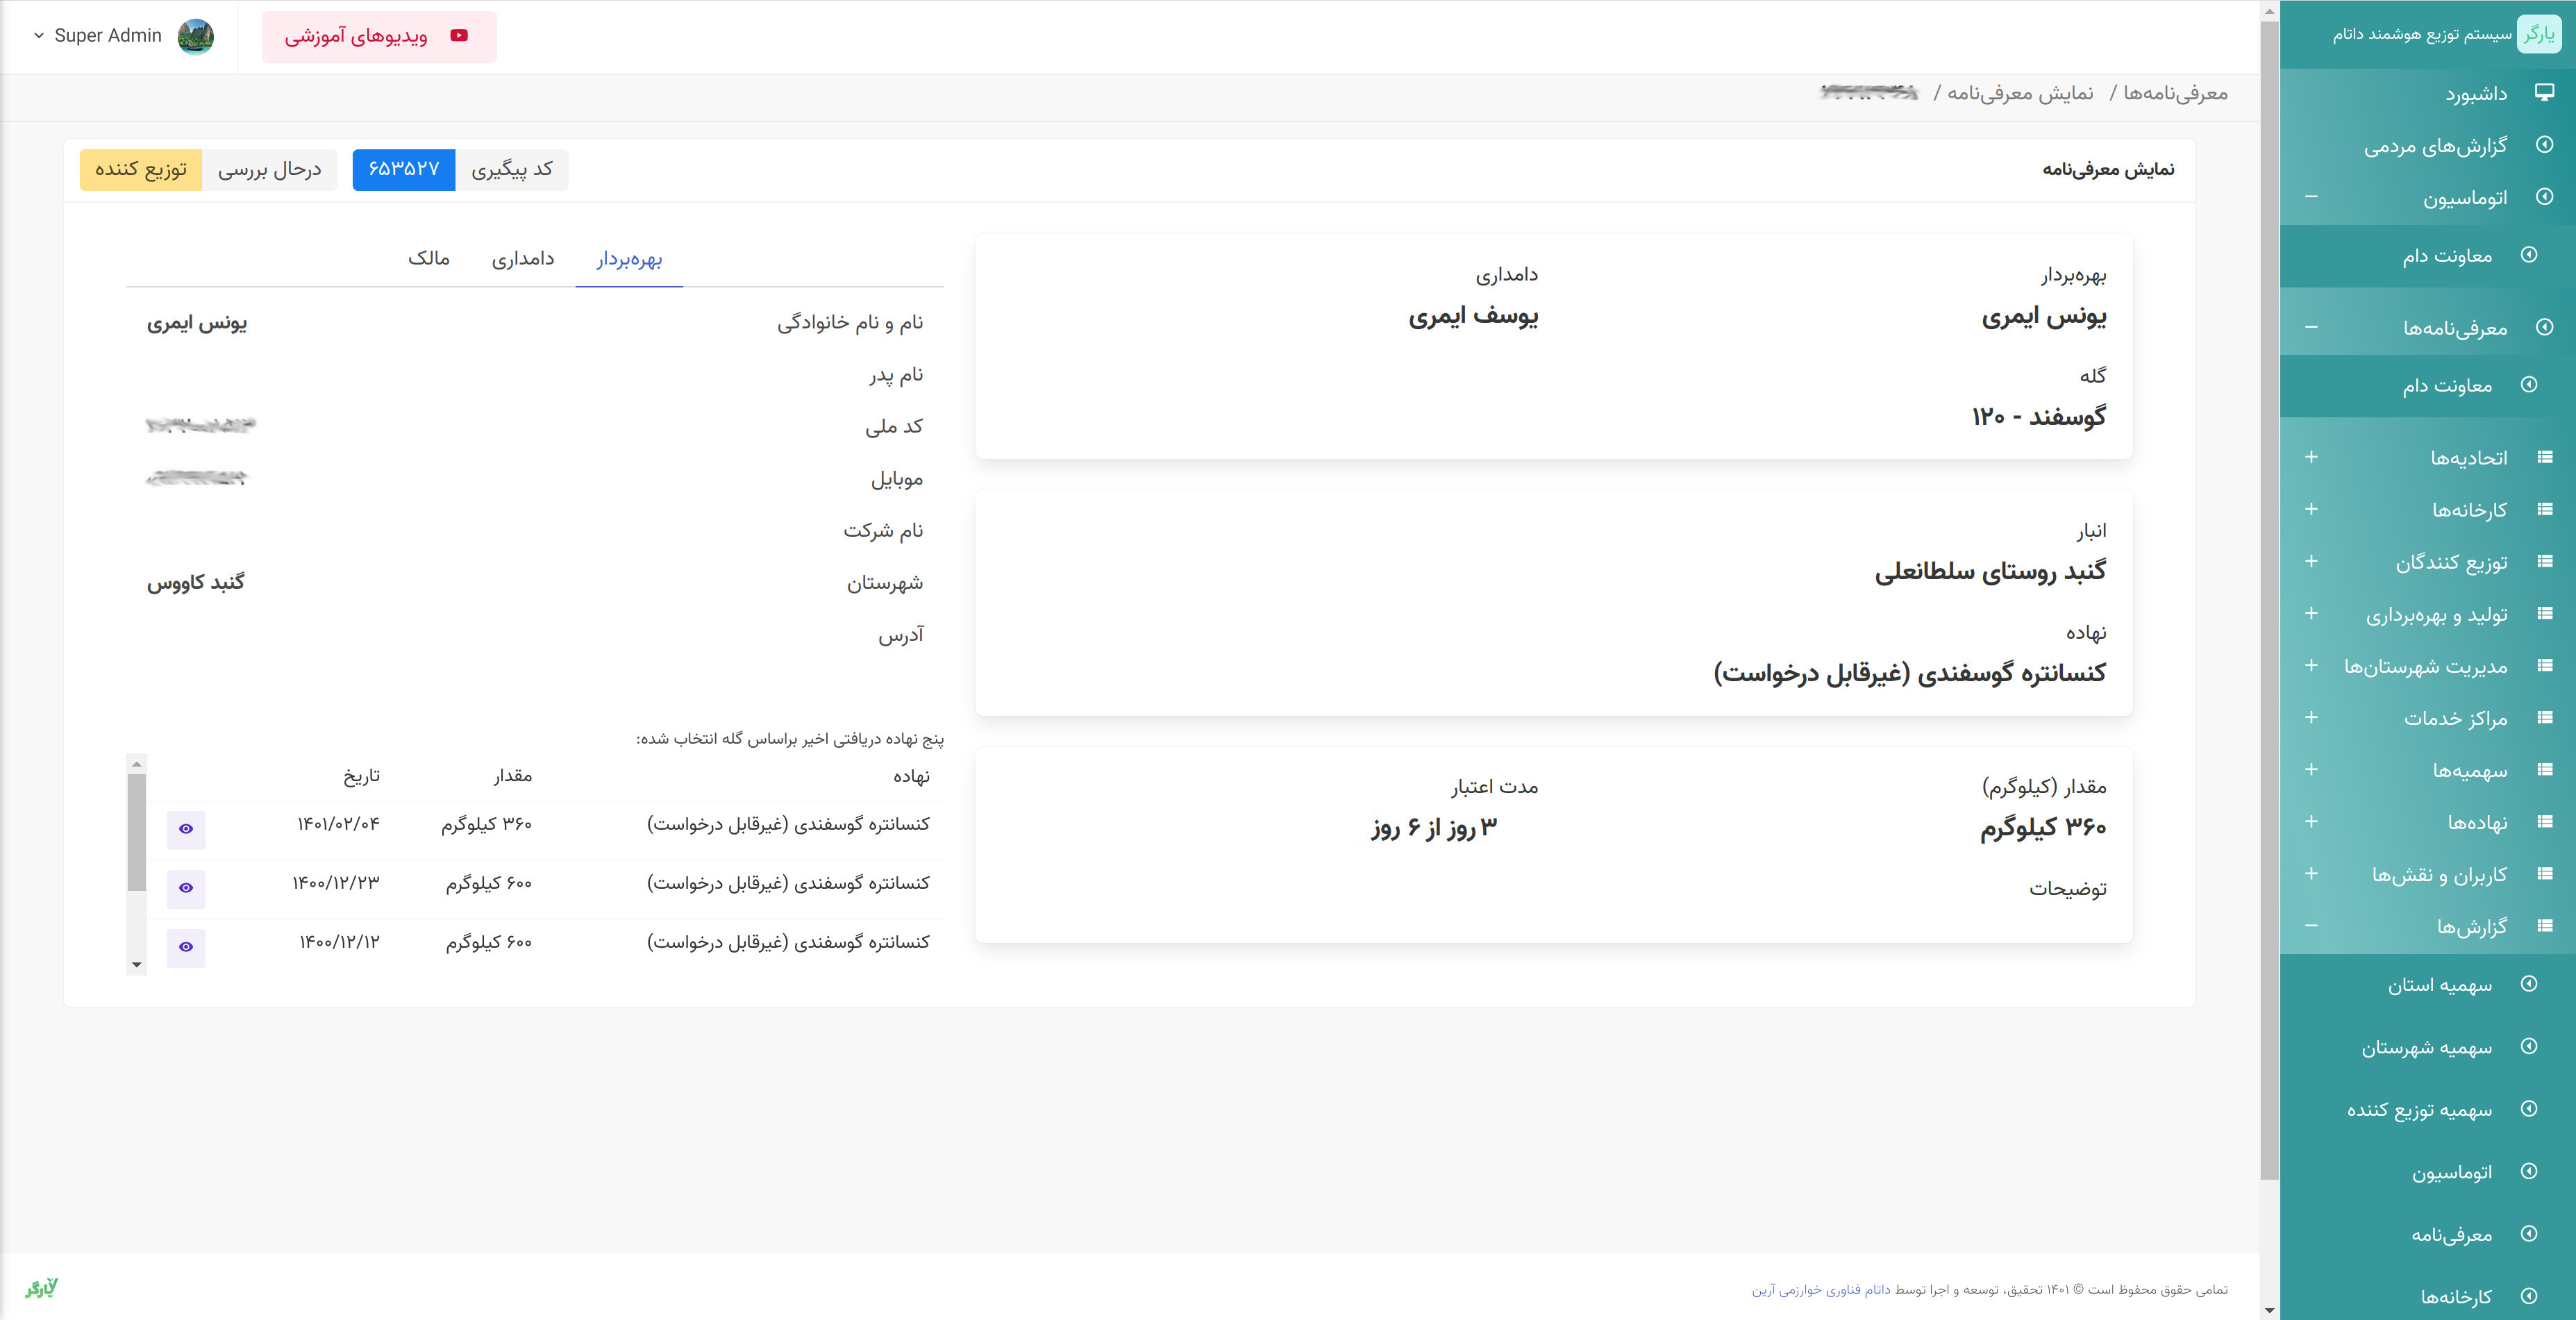 یارگر سیستم توزیع هوشمند داتام
داشبورد
گزارش‌های مردمی
اتوماسیون
معاونت دام
معرفی‌نامه‌ها
معاونت دام
اتحادیه‌ها
کارخانه‌ها
توزیع کنندگان
تولید و بهره‌برداری
مدیریت شهرستان‌ها
مراکز خدمات
سهمیه‌ها
نهاده‌ها
کاربران و نقش‌ها
گزارش‌ها
سهمیه استان
سهمیه شهرستان
سهمیه توزیع کننده
اتوماسیون
معرفی‌نامه
کارخانه‌ها
ویدیوهای آموزشی
Super Admin
معرفی‌نامه‌ها / نمایش معرفی‌نامه /
نمایش معرفی‌نامه
کد پیگیری ۶۵۳۵۲۷
درحال بررسی توزیع کننده
بهره‌بردار دامداری
یونس ایمری یوسف ایمری
گله
گوسفند - ۱۲۰
انبار
گنبد روستای سلطانعلی
نهاده
کنسانتره گوسفندی (غیرقابل درخواست)
مقدار (کیلوگرم) مدت اعتبار
۳۶۰ کیلوگرم ۳ روز از ۶ روز
توضیحات
بهره‌بردار دامداری مالک
نام و نام خانوادگی یونس ایمری
نام پدر
کد ملی
موبایل
نام شرکت
شهرستان گنبد کاووس
آدرس
پنج نهاده دریافتی اخیر براساس گله انتخاب شده:
نهاده مقدار تاریخ
کنسانتره گوسفندی (غیرقابل درخواست) ۳۶۰ کیلوگرم ۱۴۰۱/۰۲/۰۴
کنسانتره گوسفندی (غیرقابل درخواست) ۶۰۰ کیلوگرم ۱۴۰۰/۱۲/۲۳
کنسانتره گوسفندی (غیرقابل درخواست) ۶۰۰ کیلوگرم ۱۴۰۰/۱۲/۱۲
تمامی حقوق محفوظ است © ۱۴۰۱ تحقیق، توسعه و اجرا توسط داتام فناوری خوارزمی آرین
یارگر